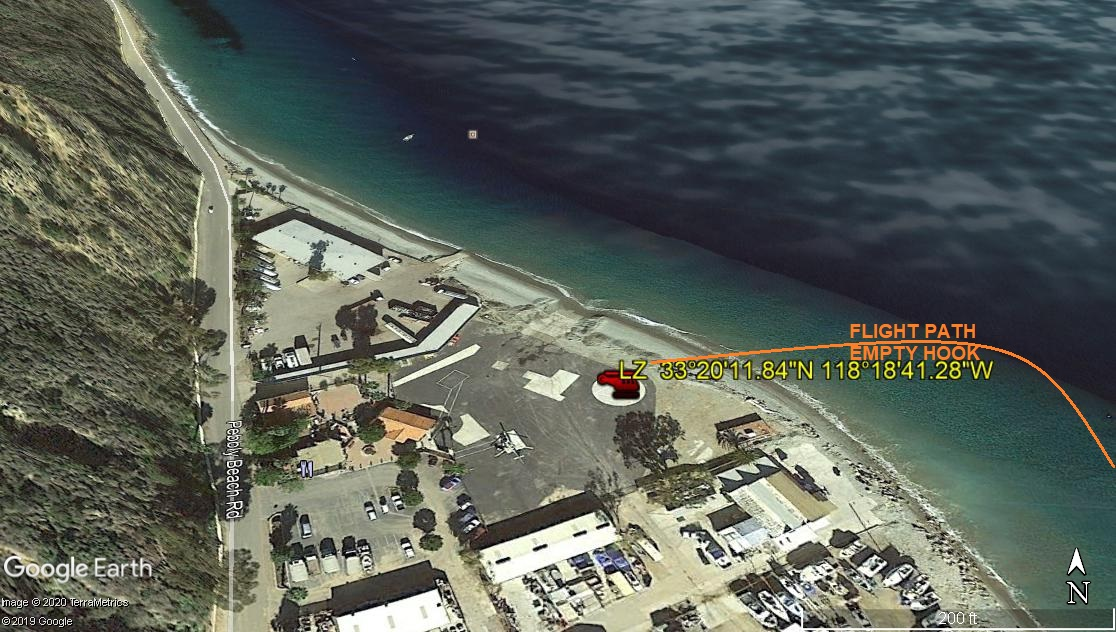 FLIGHT PATH
EMPTY HOOK
LZ 33°20'11.84"N 118°18'41.28"W
Pebbly Beach Rd
Google Earth
Image © 2020 TerraMetrics
© 2019 Google
N
200 ft